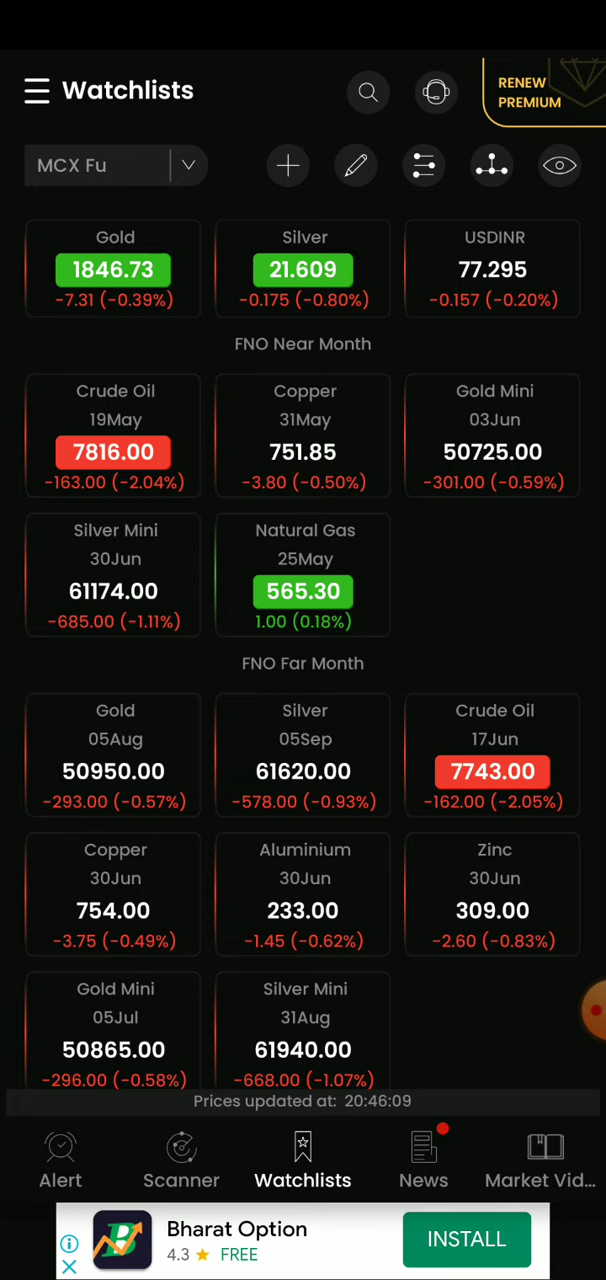 Watchlists
RENEW
PREMIUM
MCX Fu
Gold
1846.73
-7.31 (-0.39%)
Silver
21.609
-0.175 (-0.80%)
USDINR
77.295
-0.157 (-0.20%)
FNO Near Month
Crude Oil
19May
7816.00
-163.00 (-2.04%)
Copper
31May
751.85
-3.80 (-0.50%)
Gold Mini
03Jun
50725.00
-301.00 (-0.59%)
Silver Mini
30Jun
61174.00
-685.00 (-1.11%)
Natural Gas
25May
565.30
1.00 (0.18%)
FNO Far Month
Gold
05Aug
50950.00
-293.00 (-0.57%)
Silver
05Sep
61620.00
-578.00 (-0.93%)
Crude Oil
17Jun
7743.00
-162.00 (-2.05%)
Copper
30Jun
754.00
-3.75 (-0.49%)
Aluminium
30Jun
233.00
-1.45 (-0.62%)
Zinc
30Jun
309.00
-2.60 (-0.83%)
Gold Mini
05Jul
50865.00
-296.00 (-0.58%)
Silver Mini
31Aug
61940.00
-668.00 (-1.07%)
Prices updated at: 20:46:09
Alert
Scanner
Watchlists
News
Market Vid...
Bharat Option
4.3 ★ FREE
INSTALL